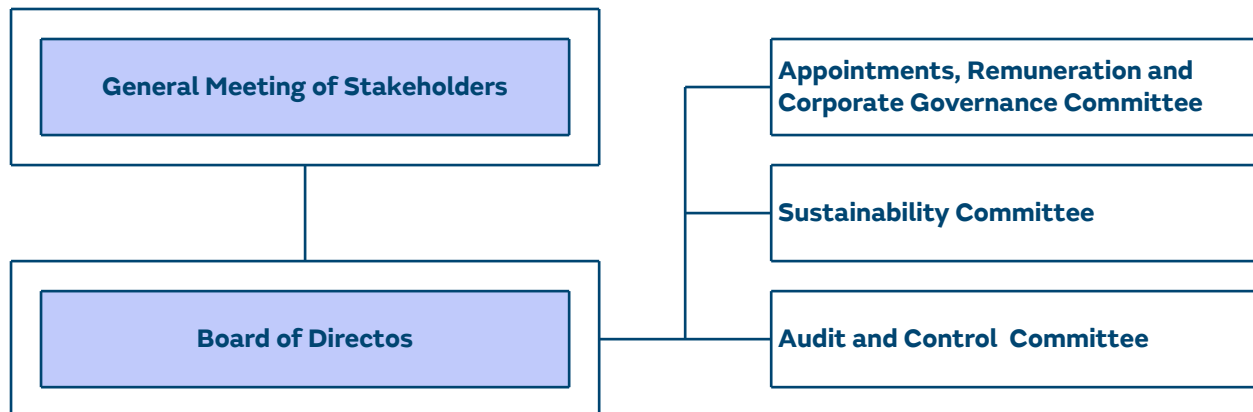 General Meeting of Stakeholders
Board of Directos
Appointments, Remuneration and
Corporate Governance Committee
Sustainability Committee
Audit and Control  Committee